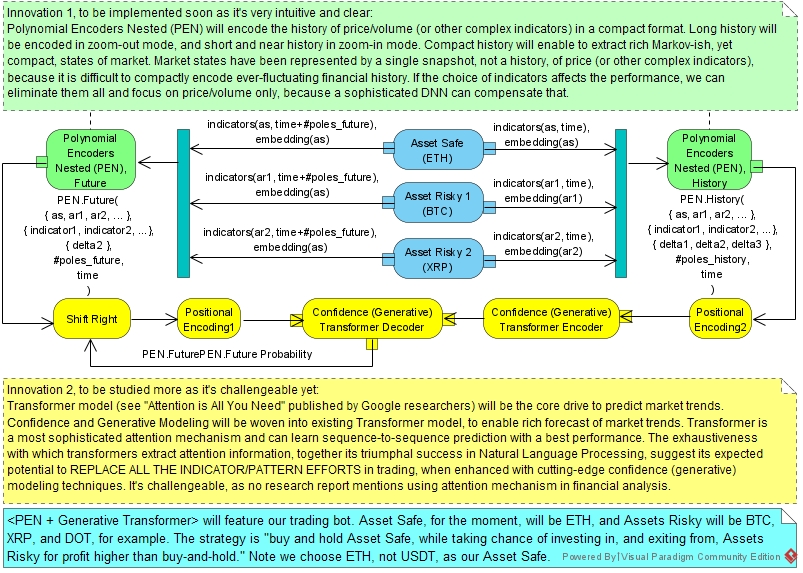 Innovation 1, to be implemented soon as it's very intuitive and clear:
Polynomial Encoders Nested (PEN) will encode the history of price/volume (or other complex indicators) in a compact format. Long history will
be encoded in zoom-out mode, and short and near history in zoom-in mode. Compact history will enable to extract rich Markov-ish, yet
compact, states of market. Market states have been represented by a single snapshot, not a history, of price (or other complex indicators),
because it is difficult to compactly encode ever-fluctuating financial history. If the choice of indicators affects the performance, we can
eliminate them all and focus on price/volume only, because a sophisticated DNN can compensate that.
Polynomial
Encoders
Nested (PEN),
Future
indicators(as, time+#poles_future),
embedding(as)
Asset Safe
(ETH)
indicators(as, time),
embedding(as)
Polynomial
Encoders
Nested (PEN),
History
indicators(ar1, time+#poles_future),
embedding(as)
Asset Risky 1
(BTC)
indicators(ar1, time),
embedding(ar1)
indicators(ar2, time+#poles_future),
embedding(as)
Asset Risky 2
(XRP)
indicators(ar2, time),
embedding(ar2)
PEN.Future(
{ as, ar1, ar2, ... },
{ indicator1, indicator2, ...},
{ delta2 },
#poles_future,
time
)
PEN.History(
{ as, ar1, ar2, ... },
{ indicator1, indicator2, ... },
{ delta1, delta2, delta3 },
#poles_history,
time
)
Shift Right
Positional
Encoding1
Confidence (Generative)
Transformer Decoder
Confidence (Generative)
Transformer Encoder
Positional
Encoding2
PEN.FuturePEN.Future Probability
Innovation 2, to be studied more as it's challengeable yet:
Transformer model (see "Attention is All You Need" published by Google researchers) will be the core drive to predict market trends.
Confidence and Generative Modeling will be woven into existing Transformer model, to enable rich forecast of market trends. Transformer is
a most sophisticated attention mechanism and can learn sequence-to-sequence prediction with a best performance. The exhaustiveness
with which transformers extract attention information, together its triumphal success in Natural Language Processing, suggest its expected
potential to REPLACE ALL THE INDICATOR/PATTERN EFFORTS in trading, when enhanced with cutting-edge confidence (generative)
modeling techniques. It's challengeable, as no research report mentions using attention mechanism in financial analysis.
<PEN + Generative Transformer> will feature our trading bot. Asset Safe, for the moment, will be ETH, and Assets Risky will be BTC,
XRP, and DOT, for example. The strategy is "buy and hold Asset Safe, while taking chance of investing in, and exiting from, Assets
Risky for profit higher than buy-and-hold." Note we choose ETH, not USDT, as our Asset Safe.
Powered By Visual Paradigm Community Edition